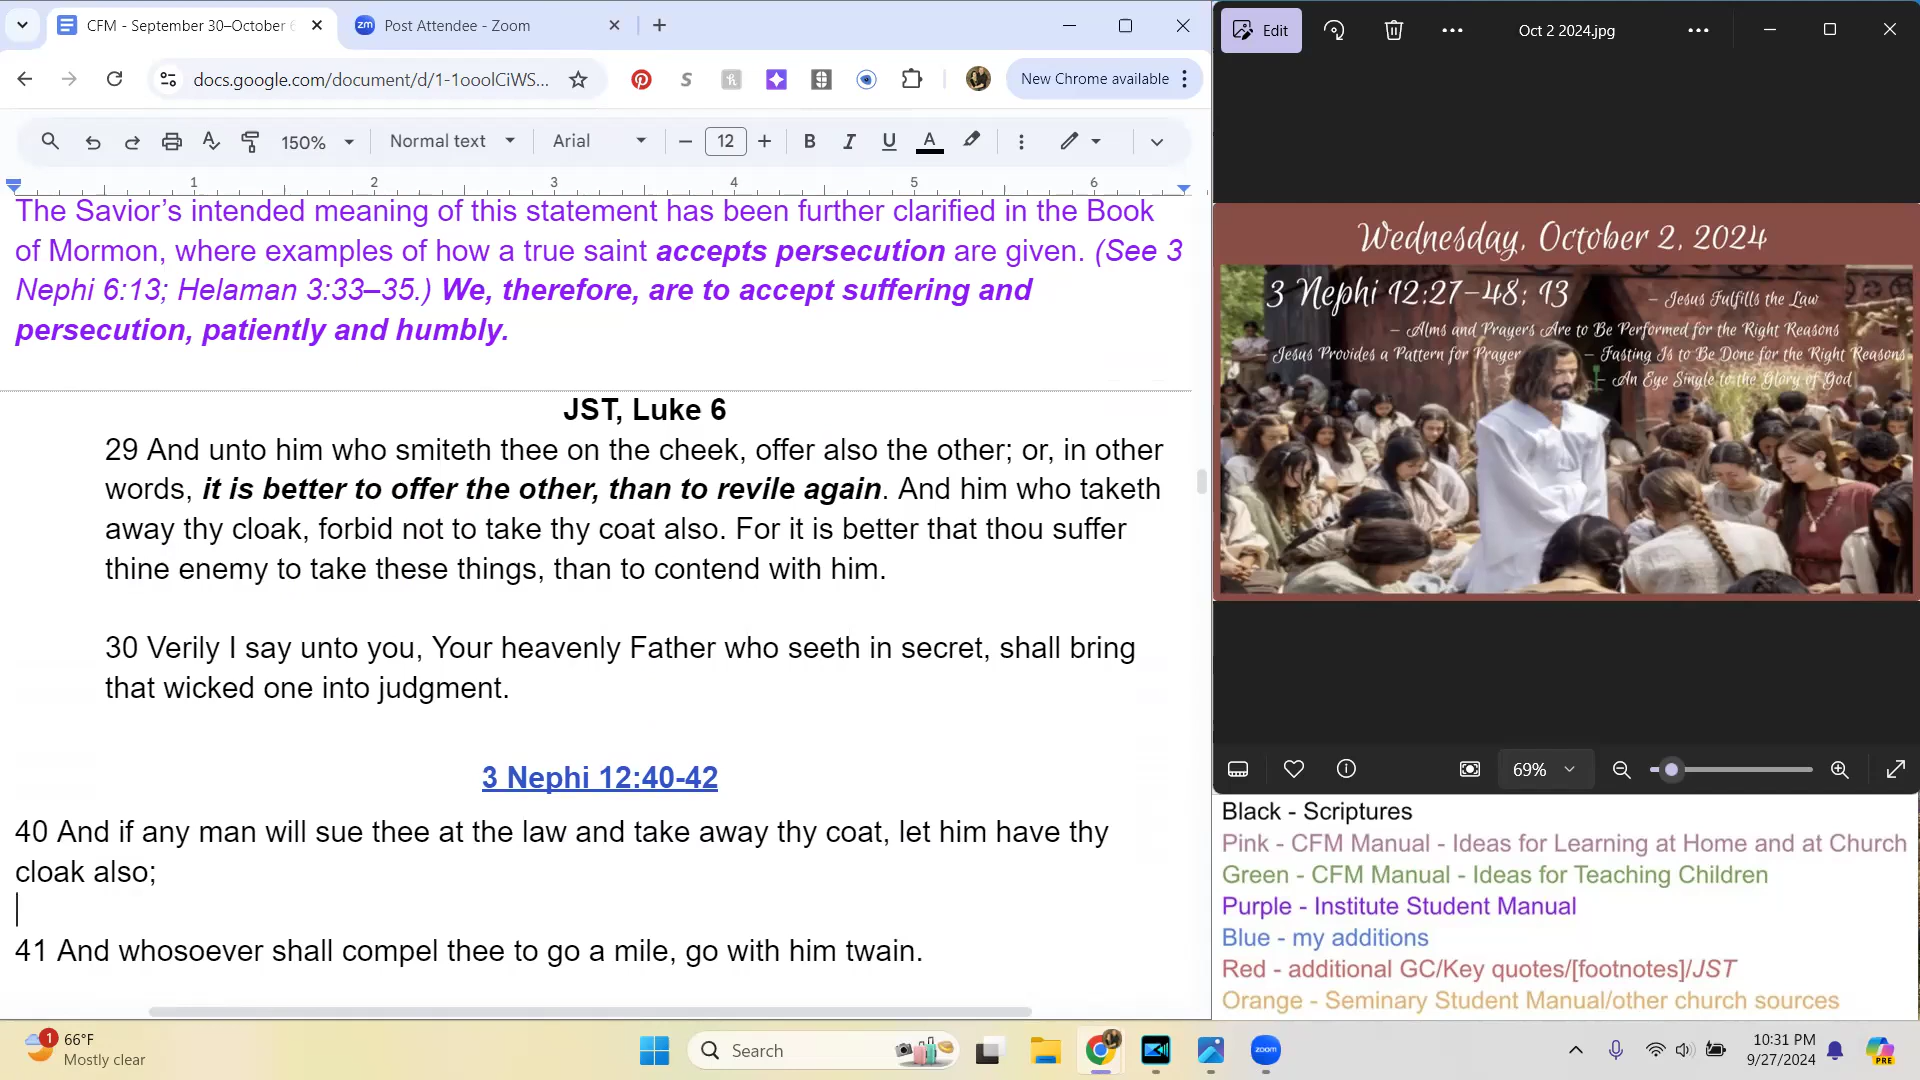 CFM - September 30–October 6
Post Attendee - Zoom
docs.google.com/document/d/1-1ooolCiWS...
New Chrome available
150%
Normal text
Arial
12
B I U A
1 2 3 4 5 6
The Savior's intended meaning of this statement has been further clarified in the Book
of Mormon, where examples of how a true saint accepts persecution are given. (See 3
Nephi 6:13; Helaman 3:33–35.) We, therefore, are to accept suffering and
persecution, patiently and humbly.
JST, Luke 6
29 And unto him who smiteth thee on the cheek, offer also the other; or, in other
words, it is better to offer the other, than to revile again. And him who taketh
away thy cloak, forbid not to take thy coat also. For it is better that thou suffer
thine enemy to take these things, than to contend with him.
30 Verily I say unto you, Your heavenly Father who seeth in secret, shall bring
that wicked one into judgment.
3 Nephi 12:40-42
40 And if any man will sue thee at the law and take away thy coat, let him have thy
cloak also;
41 And whosoever shall compel thee to go a mile, go with him twain.
Edit
Oct 2 2024.jpg
Wednesday, October 2, 2024
3 Nephi 12:27-48; 13
- Jesus Fulfills the Law
- Alms and Prayers Are to Be Performed for the Right Reasons
- Jesus Provides a Pattern for Prayer
- Fasting Is to Be Done for the Right Reasons
- An Eye Single to the Glory of God
69%
Black - Scriptures
Pink - CFM Manual - Ideas for Learning at Home and at Church
Green - CFM Manual - Ideas for Teaching Children
Purple - Institute Student Manual
Blue - my additions
Red - additional GC/Key quotes/[footnotes]/JST
Orange - Seminary Student Manual/other church sources
1
66°F
Mostly clear
Search
zoom
10:31 PM
9/27/2024
PRE